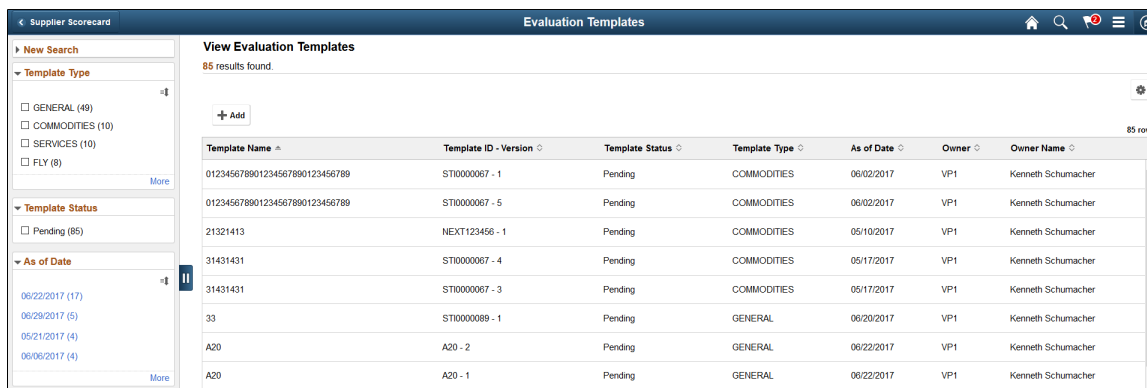 Supplier Scorecard
Evaluation Templates
2
New Search
Template Type
GENERAL (49)
COMMODITIES (10)
SERVICES (10)
FLY (8)
More
Template Status
Pending (85)
As of Date
06/22/2017 (17)
06/29/2017 (5)
05/21/2017 (4)
06/06/2017 (4)
More
View Evaluation Templates
85 results found.
Add
85 ro
Template Name Template ID - Version Template Status Template Type As of Date Owner Owner Name
012345678901234567890123456789 STI0000067 - 1 Pending COMMODITIES 06/02/2017 VP1 Kenneth Schumacher
012345678901234567890123456789 STI0000067 - 5 Pending COMMODITIES 06/02/2017 VP1 Kenneth Schumacher
21321413 NEXT123456 - 1 Pending COMMODITIES 05/10/2017 VP1 Kenneth Schumacher
31431431 STI0000067 - 4 Pending COMMODITIES 05/17/2017 VP1 Kenneth Schumacher
31431431 STI0000067 - 3 Pending COMMODITIES 05/17/2017 VP1 Kenneth Schumacher
33 STI0000089 - 1 Pending GENERAL 06/20/2017 VP1 Kenneth Schumacher
A20 A20 - 2 Pending GENERAL 06/22/2017 VP1 Kenneth Schumacher
A20 A20 - 1 Pending GENERAL 06/22/2017 VP1 Kenneth Schumacher